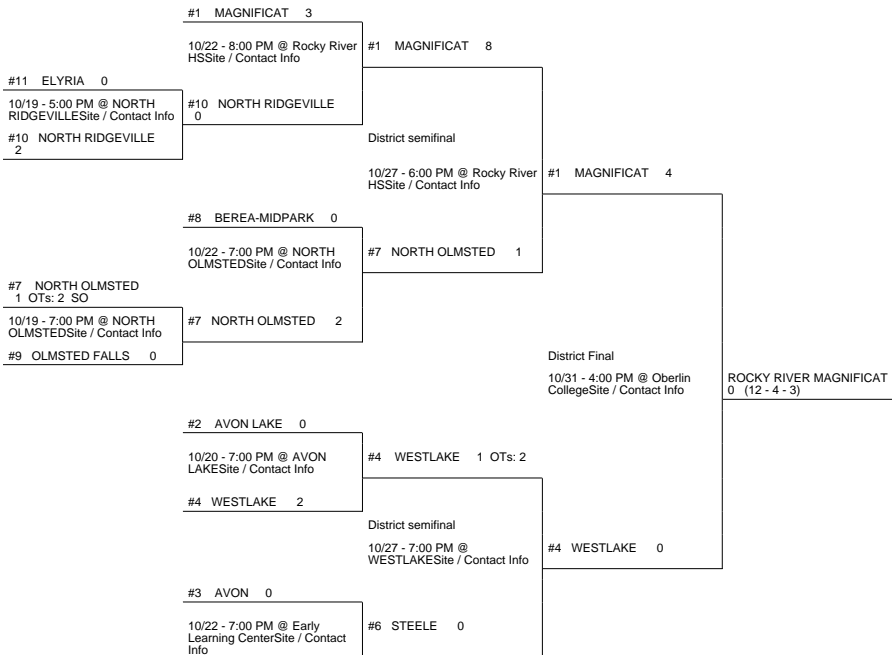 #1 MAGNIFICAT 3
10/22 - 8:00 PM @ Rocky River
HSSite / Contact Info
#1 MAGNIFICAT 8
#11 ELYRIA 0
10/19 - 5:00 PM @ NORTH
RIDGEVILLESite / Contact Info
#10 NORTH RIDGEVILLE
0
#10 NORTH RIDGEVILLE
2
District semifinal
10/27 - 6:00 PM @ Rocky River
HSSite / Contact Info
#1 MAGNIFICAT 4
#8 BEREA-MIDPARK 0
10/22 - 7:00 PM @ NORTH
OLMSTEDSite / Contact Info
#7 NORTH OLMSTED 1
#7 NORTH OLMSTED
1 OTs: 2 SO
10/19 - 7:00 PM @ NORTH
OLMSTEDSite / Contact Info
#7 NORTH OLMSTED 2
#9 OLMSTED FALLS 0
District Final
10/31 - 4:00 PM @ Oberlin
CollegeSite / Contact Info
ROCKY RIVER MAGNIFICAT
0 (12 - 4 - 3)
#2 AVON LAKE 0
10/20 - 7:00 PM @ AVON
LAKESite / Contact Info
#4 WESTLAKE 1 OTs: 2
#4 WESTLAKE 2
District semifinal
10/27 - 7:00 PM @
WESTLAKESite / Contact Info
#4 WESTLAKE 0
#3 AVON 0
10/22 - 7:00 PM @ Early
Learning CenterSite / Contact
Info
#6 STEELE 0